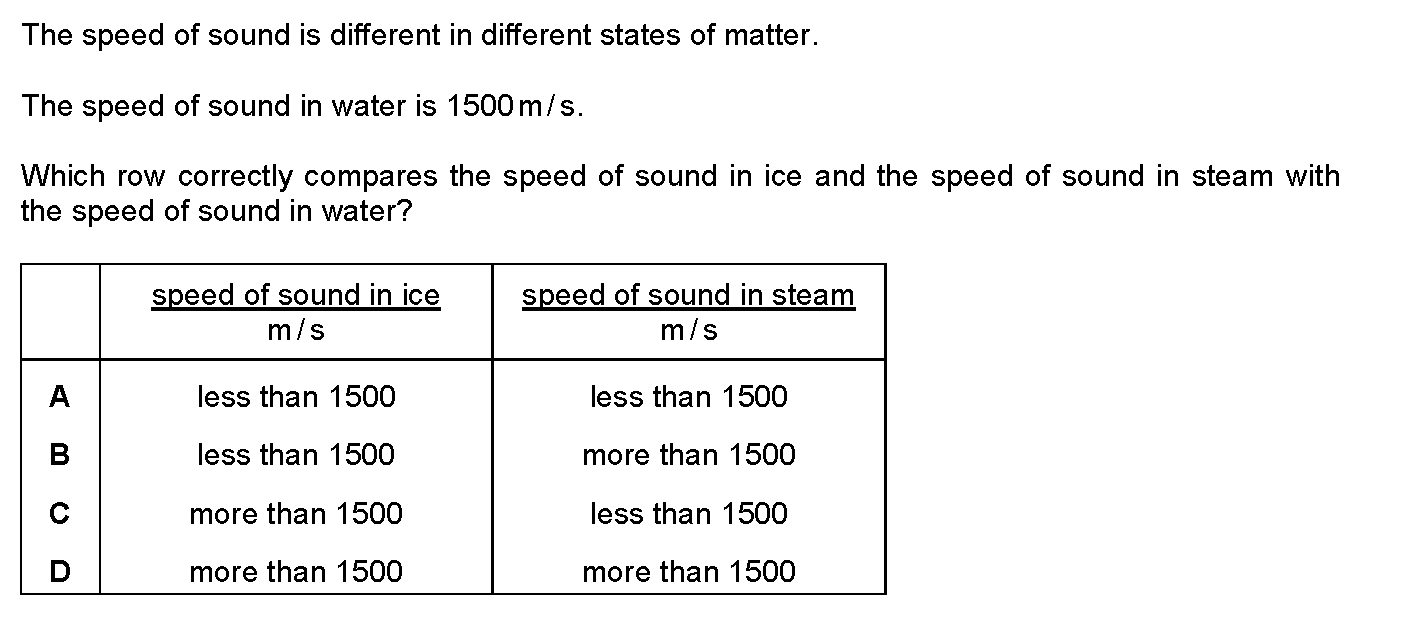 The speed of sound is different in different states of matter.
The speed of sound in water is 1500 m / s.
Which row correctly compares the speed of sound in ice and the speed of sound in steam with
the speed of sound in water?
speed of sound in ice speed of sound in steam
m / s m / s
A less than 1500 less than 1500
B less than 1500 more than 1500
C more than 1500 less than 1500
D more than 1500 more than 1500